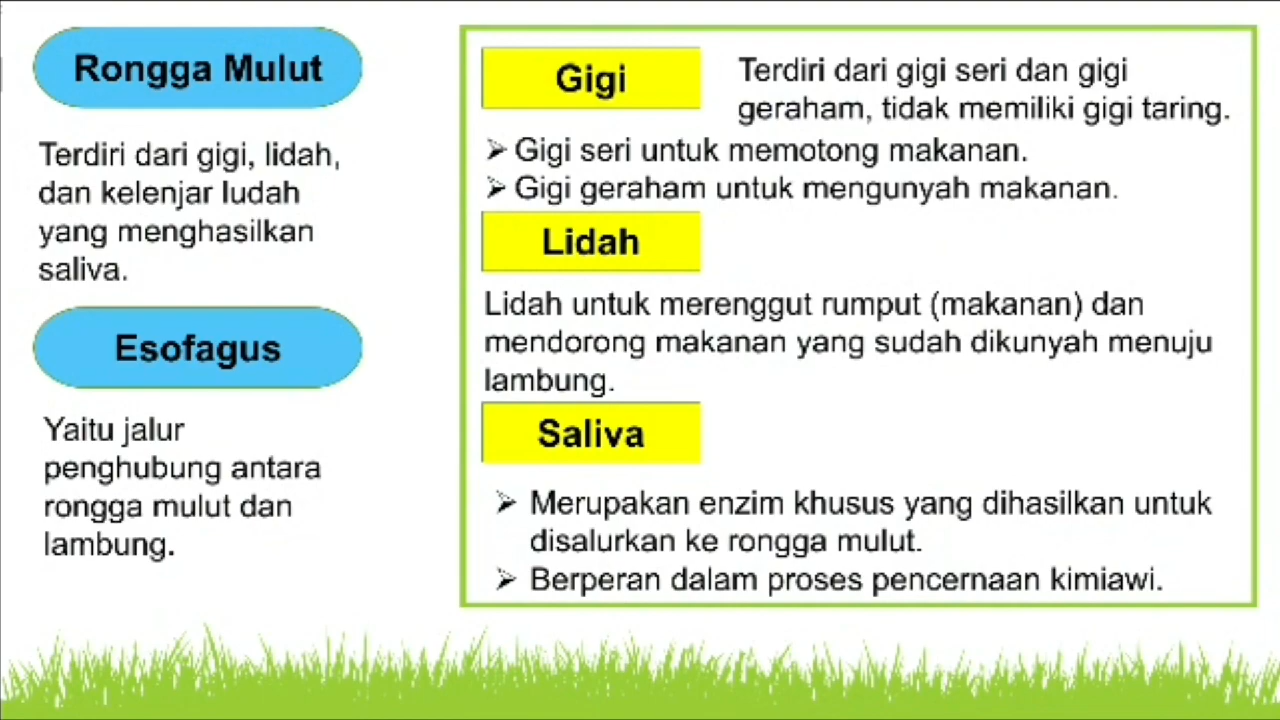 Rongga Mulut
Terdiri dari gigi, lidah,
dan kelenjar ludah
yang menghasilkan
saliva.
Esofagus
Yaitu jalur
penghubung antara
rongga mulut dan
lambung.
Gigi
Terdiri dari gigi seri dan gigi
geraham, tidak memiliki gigi taring.
➢ Gigi seri untuk memotong makanan.
➢ Gigi geraham untuk mengunyah makanan.
Lidah
Lidah untuk merenggut rumput (makanan) dan
mendorong makanan yang sudah dikunyah menuju
lambung.
Saliva
➢ Merupakan enzim khusus yang dihasilkan untuk
disalurkan ke rongga mulut.
➢ Berperan dalam proses pencernaan kimiawi.